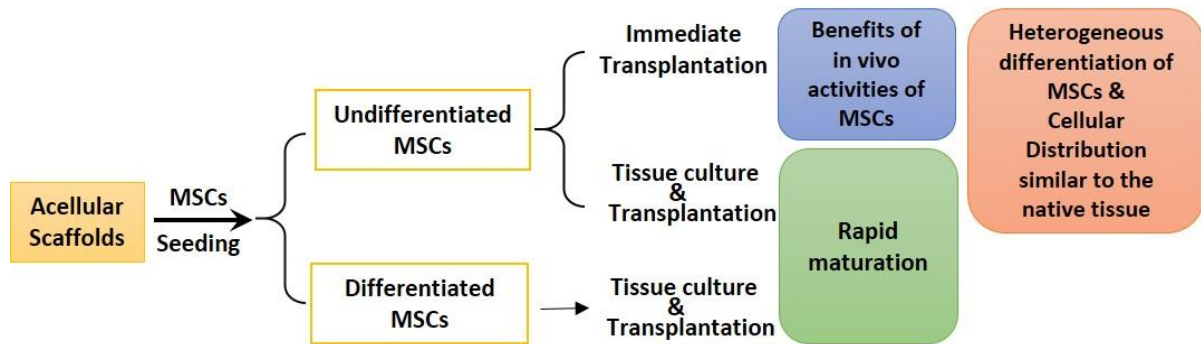 Acellular
Scaffolds
MSCs
Seeding
Undifferentiated
MSCs
Differentiated
MSCs
Immediate
Transplantation
Tissue culture
&
Transplantation
Tissue culture
&
Transplantation
Benefits of
in vivo
activities of
MSCs
Rapid
maturation
Heterogeneous
differentiation of
MSCs &
Cellular
Distribution
similar to the
native tissue